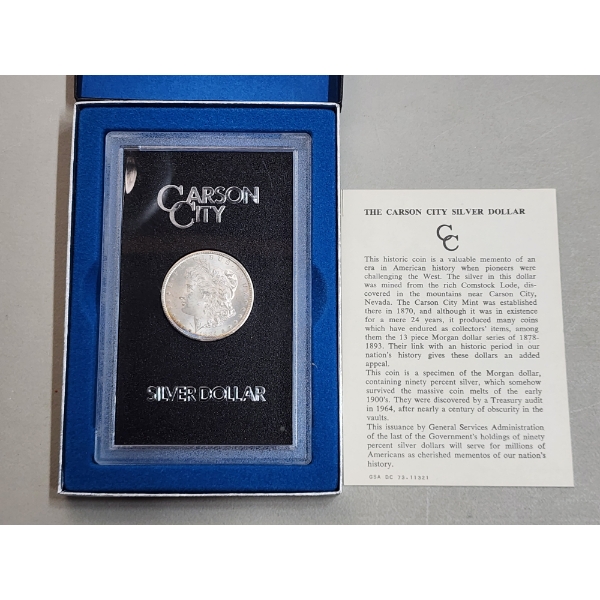 CARSON
CITY
SILVER DOLLAR
THE CARSON CITY SILVER DOLLAR
CC
This historic coin is a valuable memento of an
era in American history when pioneers were
challenging the West. The silver in this dollar
was mined from the rich Comstock Lode, dis-
covered in the mountains near Carson City,
Nevada. The Carson City Mint was established
there in 1870, and although it was in existence
for a mere 24 years, it produced many coins
which have endured as collectors' items, among
them the 13 piece Morgan dollar series of 1878-
1893. Their link with an historic period in our
nation's history gives these dollars an added
appeal.
This coin is a specimen of the Morgan dollar,
containing ninety percent silver, which somehow
survived the massive coin melts of the early
1900's. They were discovered by a Treasury audit
in 1964, after nearly a century of obscurity in the
vaults.
This issuance by General Services Administration
of the last of the Government's holdings of ninety
percent silver dollars will serve for millions of
Americans as cherished mementos of our nation's
history.
GSA DC 73-11321